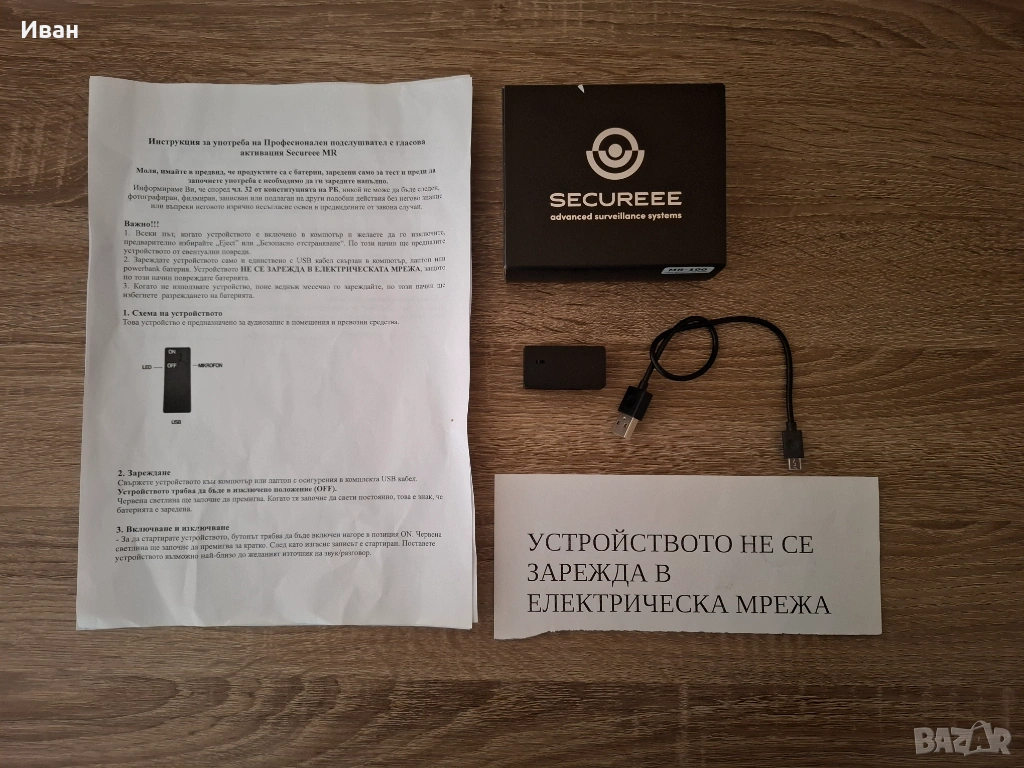 Иван
Инструкция за употреба на Професионален подслушвател с гласова
активация Secureee MR
Моля, имайте в предвид, че продуктите са с батерии, заредени само за тест и преди да
започнете употреба е необходимо да ги заредите напълно.
Информираме Ви, че според чл. 32 от конституцията на РБ, никой не може да бъде следен,
фотографиран, филмиран, записван или подлаган на други подобни действия без негово знание
или въпреки неговото изрично несъгласие освен в предвидените от закона случаи.
Важно!!!
1. Всеки път, когато устройството е включено в компютър и желаете да го изключите,
предварително избирайте „Eject" или „Безопасно отстраняване". По този начин ще предпазите
устройството от евентуални повреди.
2. Зареждате устройството само и единствено с USB кабел свързан в компютър, лаптоп или
powerbank батерия. Устройството НЕ СЕ ЗАРЕЖДА В ЕЛЕКТРИЧЕСКАТА МРЕЖА, защото
по този начин повреждате батерията.
3. Когато не използвате устройство, поне веднъж месечно го зареждайте, по този начин ще
избегнете разреждането на батерията.
1. Схема на устройството
Това устройство е предназначено за аудиозапис в помещения и превозни средства.
ON
LED
OFF
MIKROFON
USB
2. Зареждане
Свържете устройството към компютър или лаптоп с осигурения в комплекта USB кабел.
Устройството трябва да бъде в изключено положение (OFF).
Червена светлина ще започне да премигва. Когато тя започне да свети постоянно, това е знак, че
батерията е заредена.
3. Включване и изключване
- За да стартирате устройството, бутонът трябва да бъде включен нагоре в позиция ON. Червена
светлина ще започне да премигва за кратко. След като изгасне записът е стартиран. Поставете
устройството възможно най-близо до желаният източник на звук/разговор.
SECUREEE
advanced surveillance systems
MR-100
УСТРОЙСТВОТО НЕ СЕ
ЗАРЕЖДА В
ЕЛЕКТРИЧЕСКА МРЕЖА
BAZAR